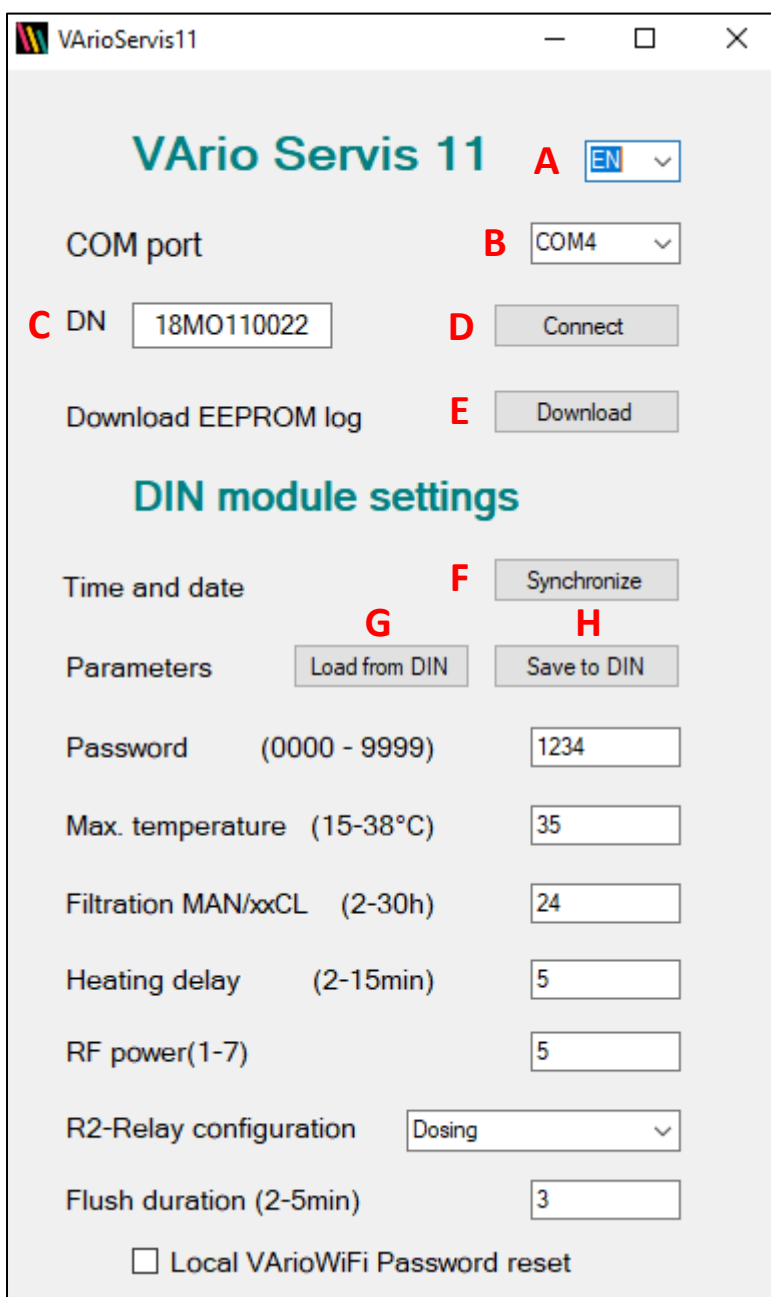 VArioServis11
VArio Servis 11 A EN
COM port B COM4
C DN 18MO110022 D Connect
Download EEPROM log E Download
DIN module settings
Time and date F Synchronize
G H
Parameters Load from DIN Save to DIN
Password (0000 - 9999) 1234
Max. temperature (15-38°C) 35
Filtration MAN/xxCL (2-30h) 24
Heating delay (2-15min) 5
RF power(1-7) 5
R2-Relay configuration Dosing
Flush duration (2-5min) 3
Local VArioWiFi Password reset